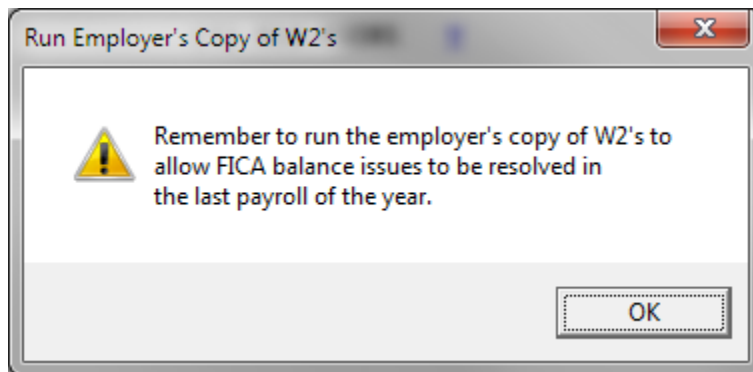 Run Employer's Copy of W2's
Remember to run the employer's copy of W2's to
allow FICA balance issues to be resolved in
the last payroll of the year.
OK